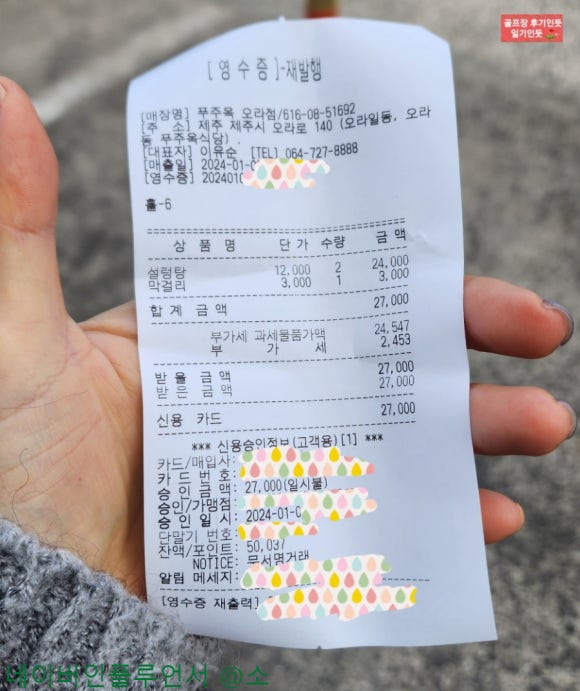 골프장 후기인듯
일기인듯
[영수증]-재발행
[매장명] 푸주옥 오라점/616-08-51692
[주 소] 제주 제주시 오라로 140 (오라일동, 오라
동 푸주옥식당) .
[대표자] 이유순 [TEL] 064-727-8888
[매출일] 2024-01-0
[영수증] 2024010
홀-6
상 품 명 단 가 수량 금 액
설렁탕 12,000 2 24,000
막걸리 3,000 1 3,000
합 계 금 액 27,000
부가세 과세물품가액 24,547
부 가 세 2,453
받 을 금 액 27,000
받 은 금 액 27,000
신용 카드 27,000
*** 신용승인정보(고객용)[1] ***
카드/매입사:
카 드 번 호:
승 인 금 액: 27,000(일시불)
승인/가맹점:
승 인 일 시: 2024-01-0
단말기 번호:
잔액/포인트: 50,037
NOTICE: 무서명거래
알림 메세지:
[영수증 재출력]
네이버인플루언서 @소